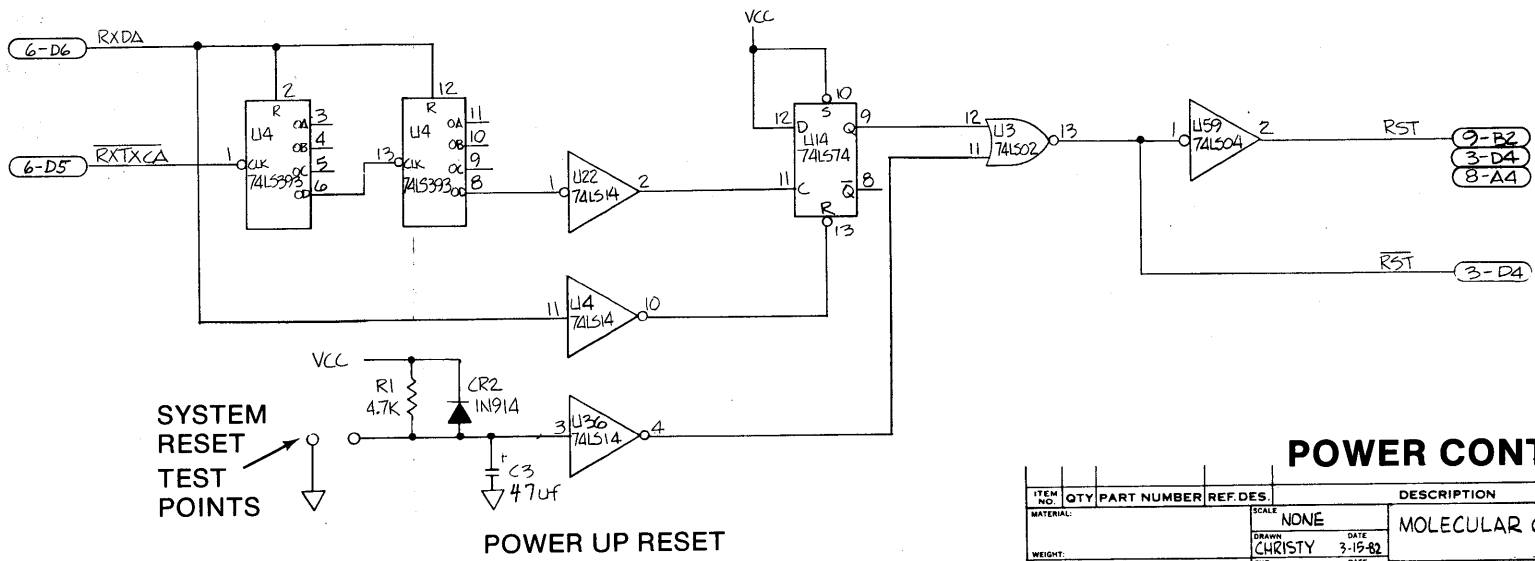 VCC
6-D6 RXDA
2
12
10
R
R
S
U4
3
QA
4
QB
5
QC
6
QD
1
CLK
74LS393
U4
11
QA
10
QB
9
QC
8
QD
13
CLK
74LS393
6-D5 RXTXCA
12
D
Q
9
U14
74LS74
11
C
Q
8
R
13
1
U22
74LS14
2
12
11
U3
74LS02
13
1
U59
74LS04
2
RST
9-B2
3-D4
8-A4
RST
3-D4
11
U4
74LS14
10
VCC
R1
4.7K
CR2
1N914
3
U36
74LS14
4
+
C3
47uf
SYSTEM
RESET
TEST
POINTS
POWER UP RESET
POWER CONT
ITEM NO. QTY PART NUMBER REF. DES. DESCRIPTION
MATERIAL:
SCALE
NONE
MOLECULAR C
DRAWN DATE
CHRISTY 3-15-82
WEIGHT:
DATE